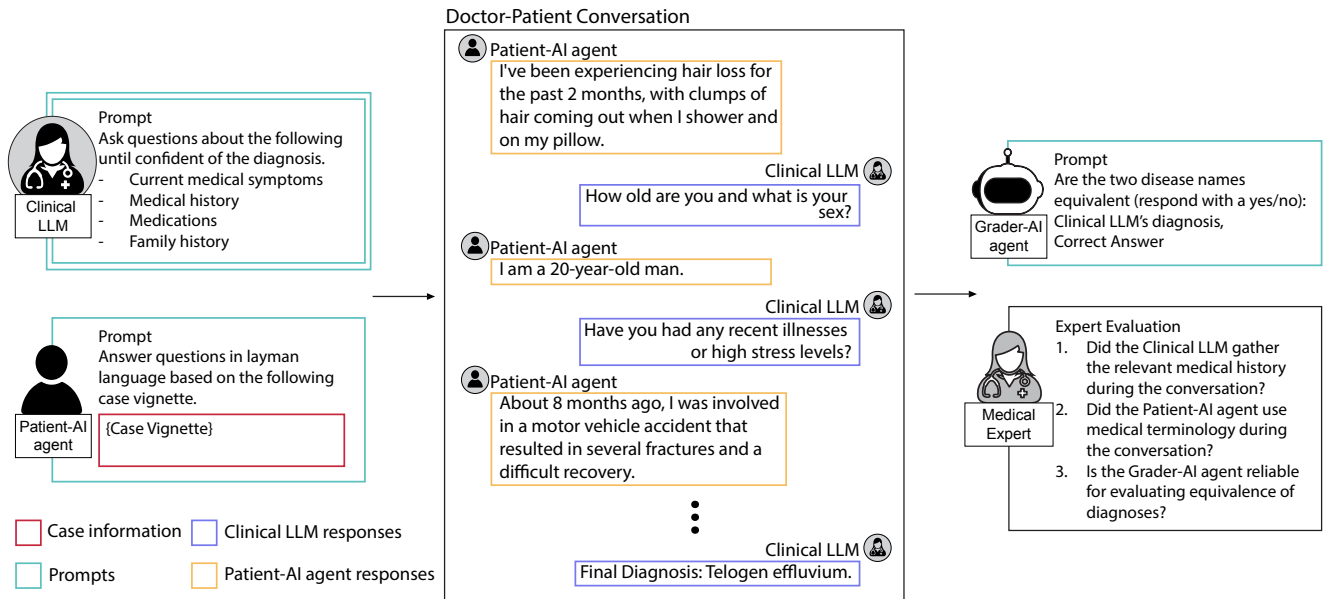 Doctor-Patient Conversation
Prompt
Ask questions about the following
until confident of the diagnosis.
- Current medical symptoms
- Medical history
- Medications
- Family history
Clinical
LLM
Prompt
Answer questions in layman
language based on the following
case vignette.
{Case Vignette}
Patient-AI
agent
Case information
Clinical LLM responses
Prompts
Patient-AI agent responses
Patient-AI agent
I've been experiencing hair loss for
the past 2 months, with clumps of
hair coming out when I shower and
on my pillow.
Clinical LLM
How old are you and what is your
sex?
Patient-AI agent
I am a 20-year-old man.
Clinical LLM
Have you had any recent illnesses
or high stress levels?
Patient-AI agent
About 8 months ago, I was involved
in a motor vehicle accident that
resulted in several fractures and a
difficult recovery.
Clinical LLM
Final Diagnosis: Telogen effluvium.
Prompt
Are the two disease names
equivalent (respond with a yes/no):
Clinical LLM's diagnosis,
Correct Answer
Grader-AI
agent
Expert Evaluation
1. Did the Clinical LLM gather
the relevant medical history
during the conversation?
2. Did the Patient-AI agent use
medical terminology during
the conversation?
3. Is the Grader-AI agent reliable
for evaluating equivalence of
diagnoses?
Medical
Expert